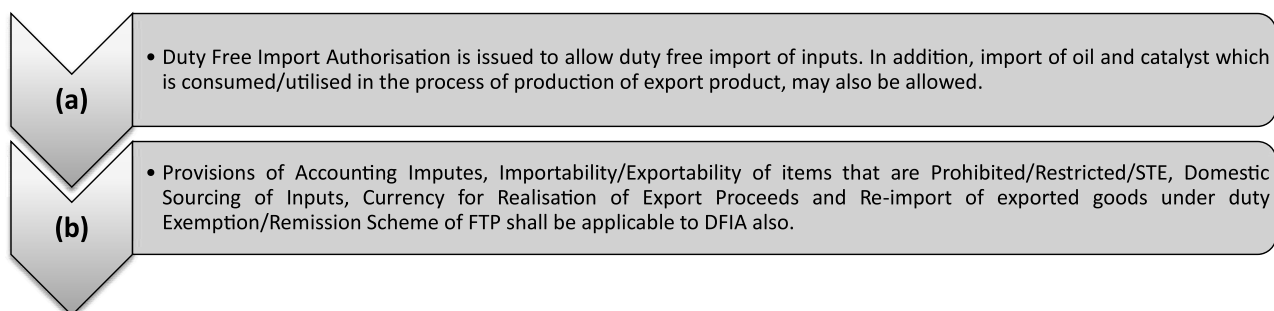 (a)
• Duty Free Import Authorisation is issued to allow duty free import of inputs. In addition, import of oil and catalyst which
is consumed/utilised in the process of production of export product, may also be allowed.
(b)
• Provisions of Accounting Imputes, Importability/Exportability of items that are Prohibited/Restricted/STE, Domestic
Sourcing of Inputs, Currency for Realisation of Export Proceeds and Re-import of exported goods under duty
Exemption/Remission Scheme of FTP shall be applicable to DFIA also.